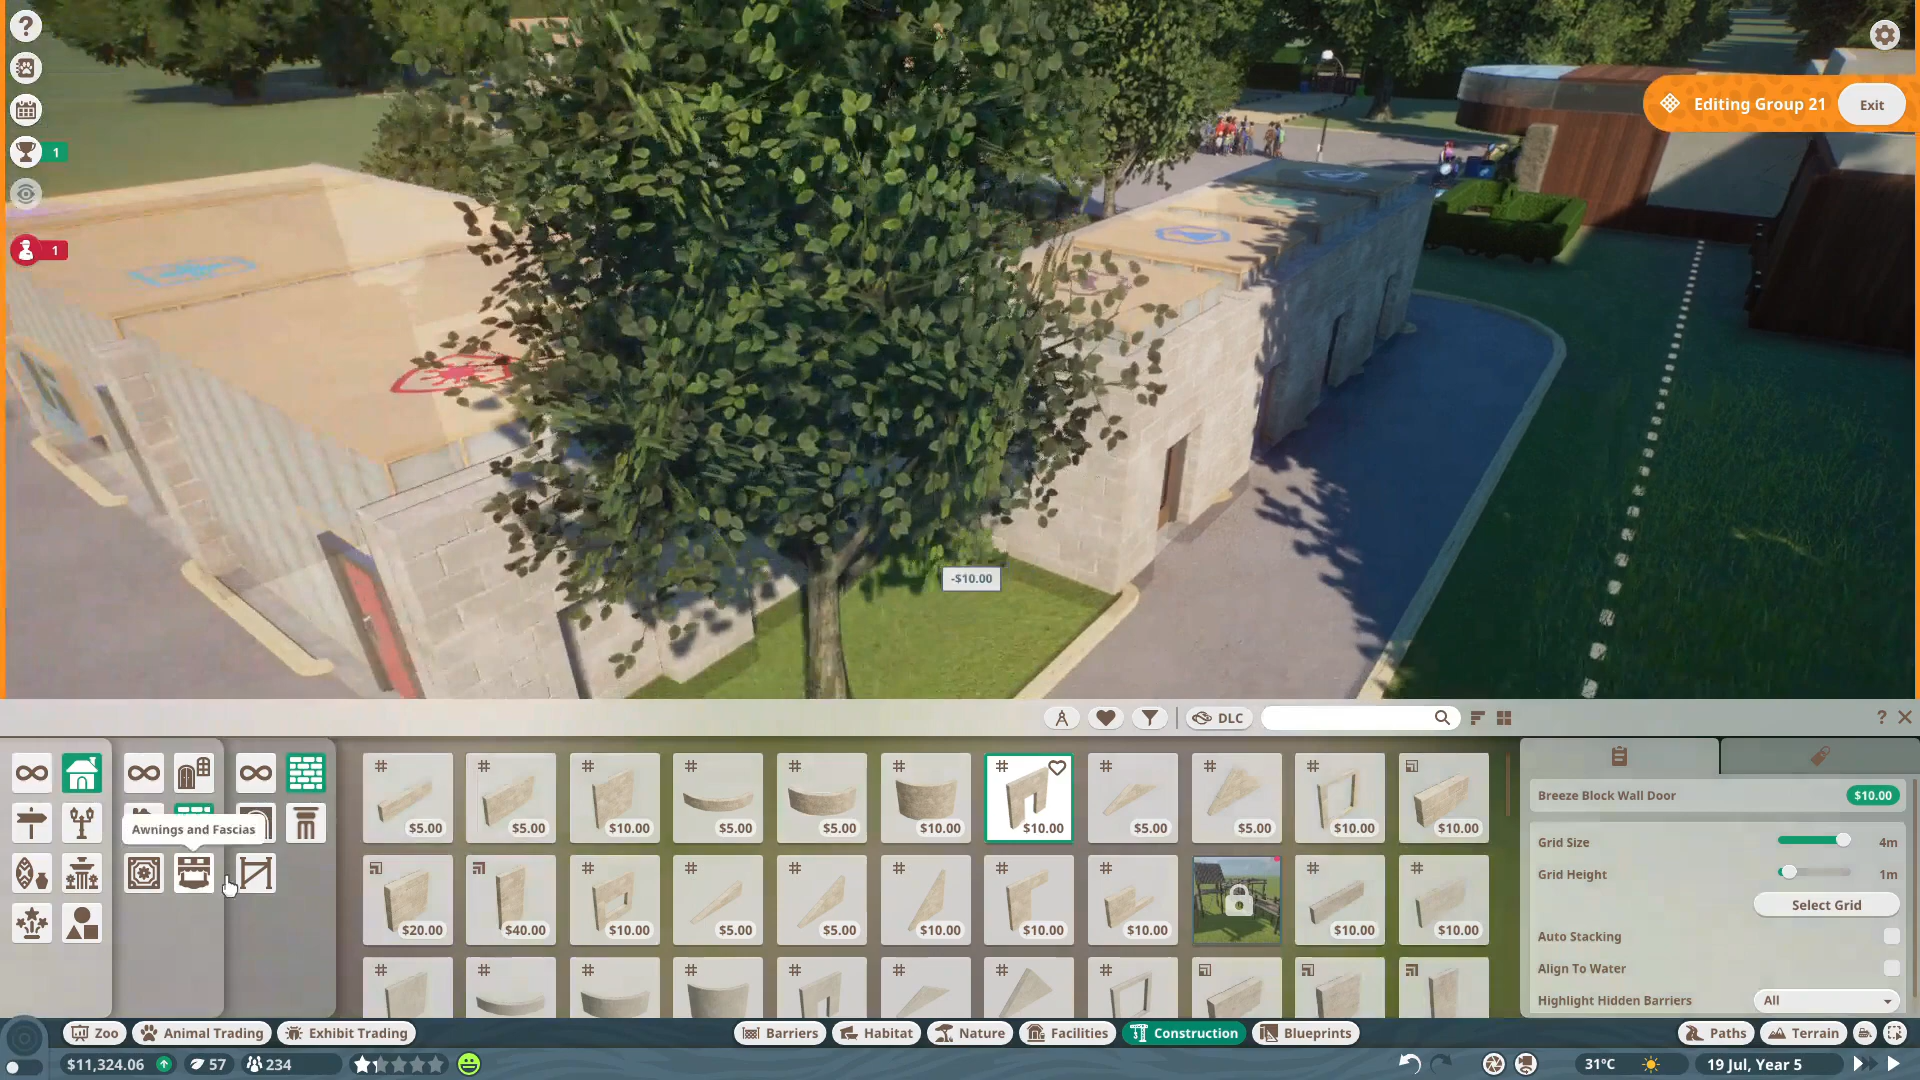 ?
Editing Group 21
Exit
1
1
-$10.00
DLC
?
Awnings and Fascias
$5.00
$5.00
$10.00
$5.00
$5.00
$10.00
$10.00
$5.00
$5.00
$10.00
$10.00
$20.00
$40.00
$10.00
$5.00
$5.00
$10.00
$10.00
$10.00
$10.00
$10.00
Breeze Block Wall Door
$10.00
Grid Size
4m
Grid Height
1m
Select Grid
Auto Stacking
Align To Water
Highlight Hidden Barriers
All
Zoo
Animal Trading
Exhibit Trading
Barriers
Habitat
Nature
Facilities
Construction
Blueprints
Paths
Terrain
$11,324.06
57
234
31°C
19 Jul, Year 5